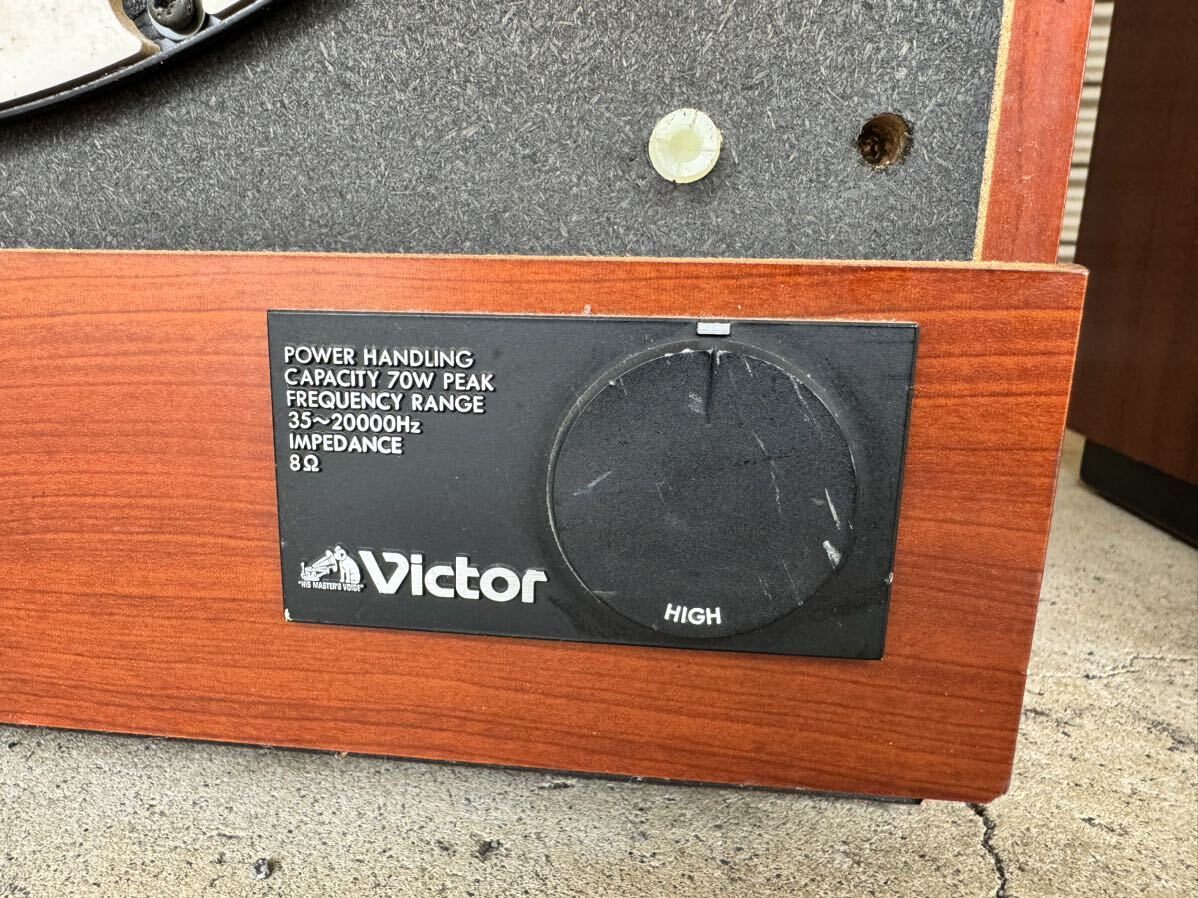 POWER HANDLING
CAPACITY 70W PEAK
FREQUENCY RANGE
35~20000Hz
IMPEDANCE
8Ω
"HIS MASTER'S VOICE"
Victor
HIGH